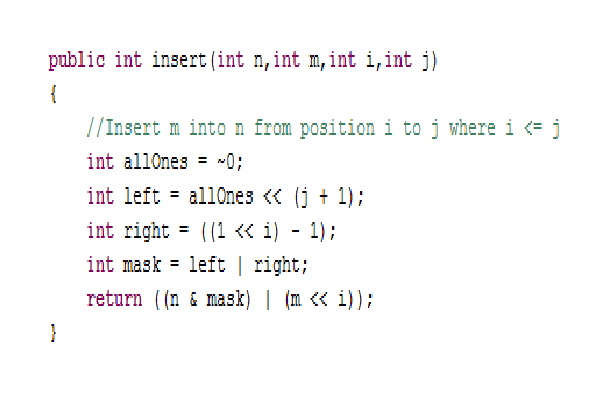 public int insert(int n,int m,int i,int j)
{
//Insert m into n from position i to j where i <= j
int allOnes = ~0;
int left = allOnes << (j + 1);
int right = ((1 << i) - 1);
int mask = left | right;
return ((n & mask) | (m << i));
}